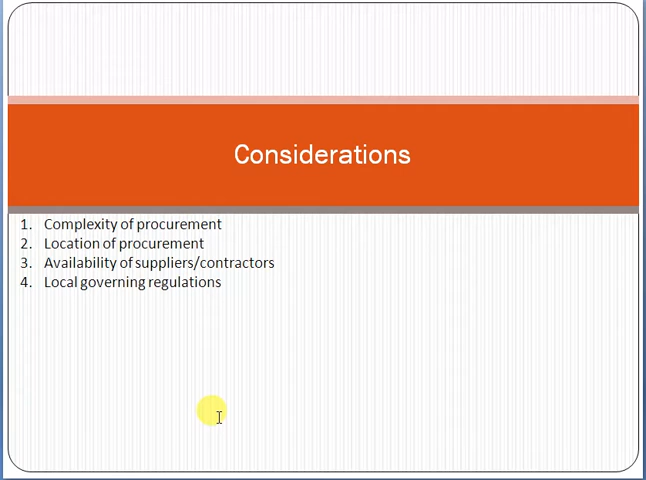 Considerations
1. Complexity of procurement
2. Location of procurement
3. Availability of suppliers/contractors
4. Local governing regulations